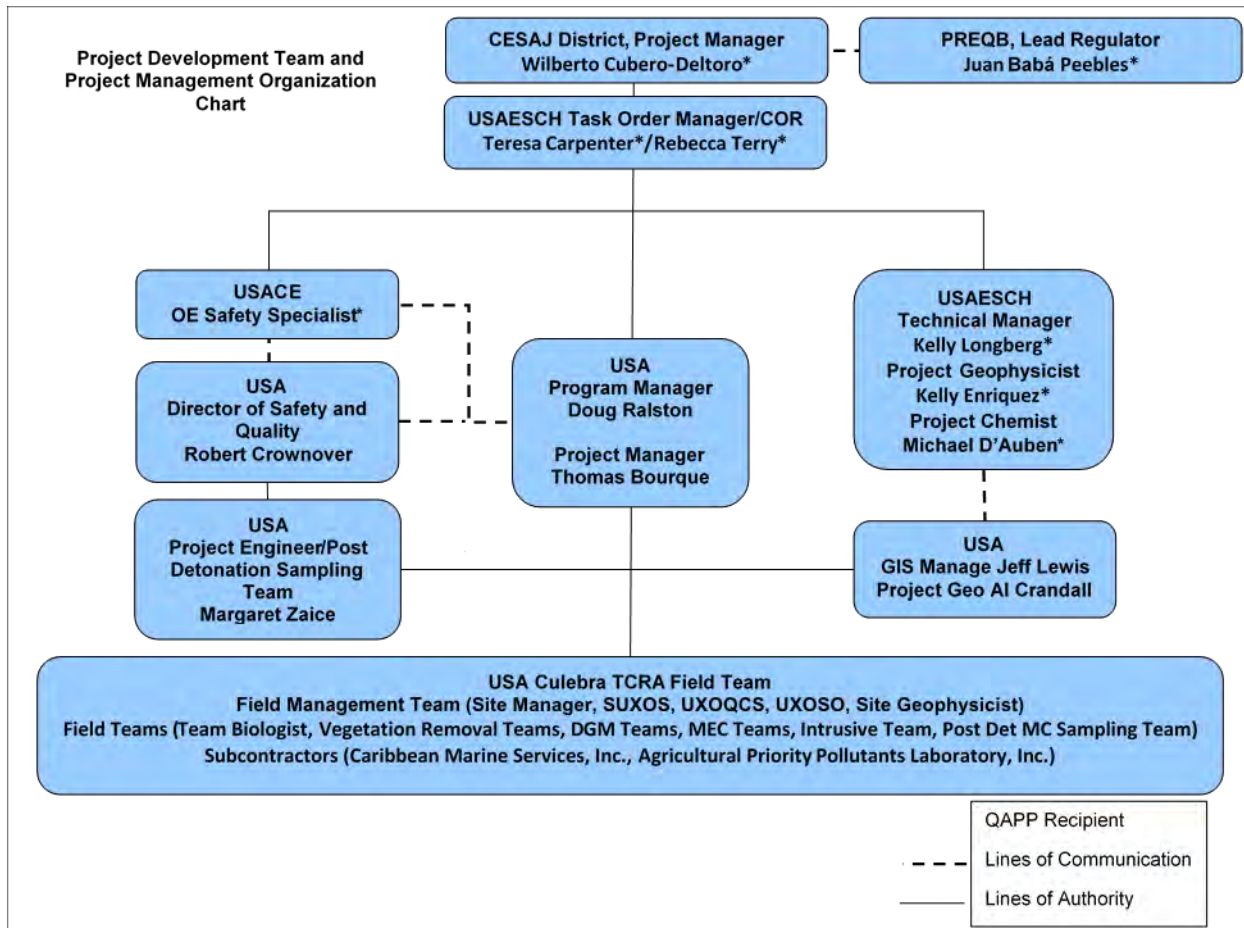 Project Development Team and
Project Management Organization
Chart
CESAJ District, Project Manager
Wilberto Cubero-Deltoro*
PREQB, Lead Regulator
Juan Babá Peebles*
USAESCH Task Order Manager/COR
Teresa Carpenter*/Rebecca Terry*
USACE
OE Safety Specialist*
USA
Director of Safety and
Quality
Robert Crownover
USA
Project Engineer/Post
Detonation Sampling
Team
Margaret Zaice
USA
Program Manager
Doug Ralston
Project Manager
Thomas Bourque
USAESCH
Technical Manager
Kelly Longberg*
Project Geophysicist
Kelly Enriquez*
Project Chemist
Michael D'Auben*
USA
GIS Manage Jeff Lewis
Project Geo Al Crandall
USA Culebra TCRA Field Team
Field Management Team (Site Manager, SUXOS, UXOQCS, UXOSO, Site Geophysicist)
Field Teams (Team Biologist, Vegetation Removal Teams, DGM Teams, MEC Teams, Intrusive Team, Post Det MC Sampling Team)
Subcontractors (Caribbean Marine Services, Inc., Agricultural Priority Pollutants Laboratory, Inc.)
QAPP Recipient
Lines of Communication
Lines of Authority